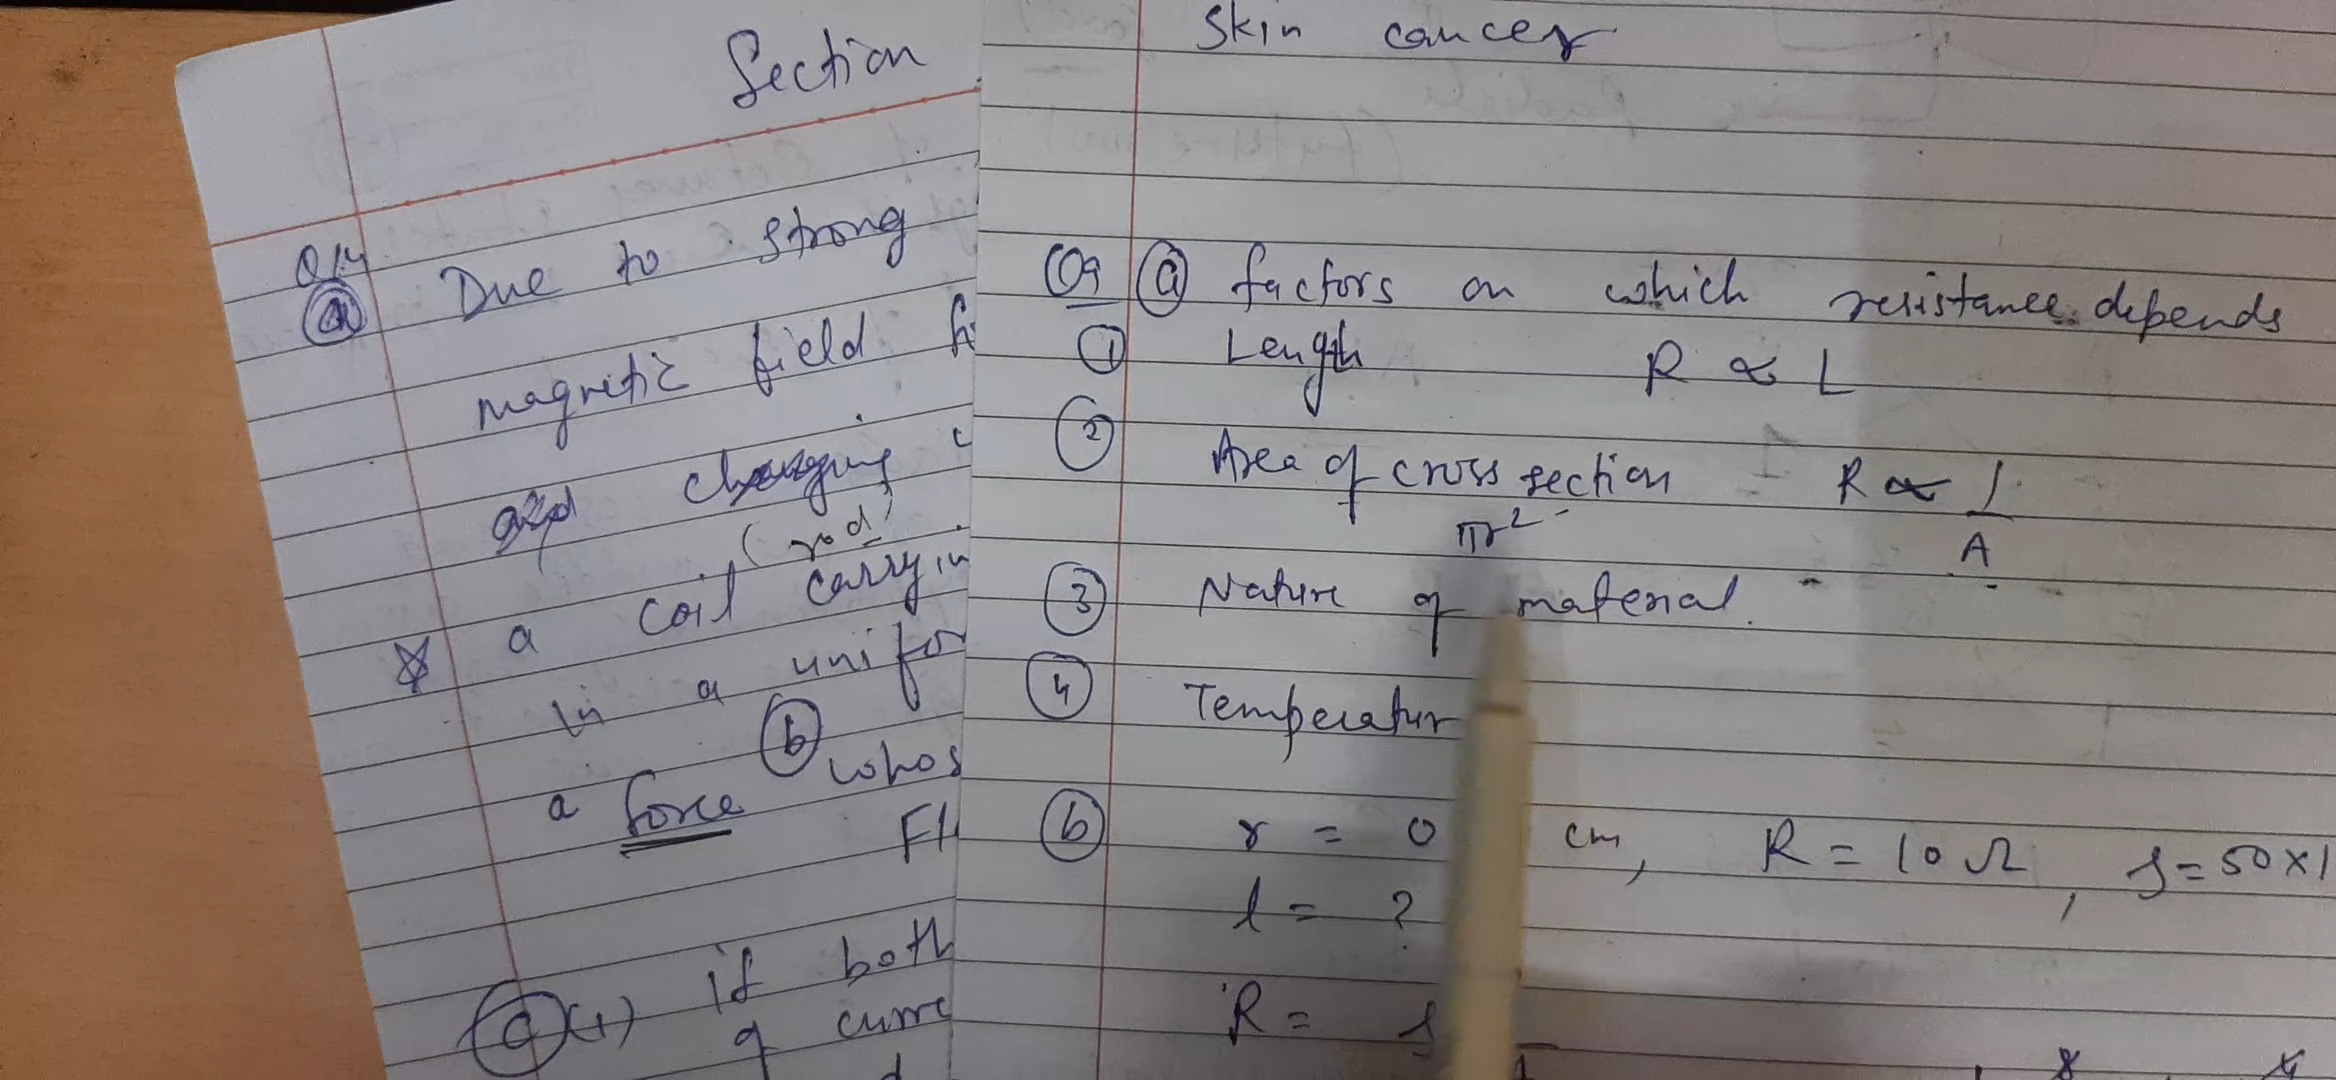 Section
Q14
(a) Due to strong
magnetic field
changing
(rod)
a coil carryin
in a unifor
(b) whos
a force
FH
(c)(i) if both
of curre
Skin cancer
Q9 (a) factors on which resistance depends
(1) Length R ∝ L
(2) Area of cross section R ∝ 1/A
πr²
(3) Nature of material.
(4) Temperatur
(b) r = 0 cm, R = 10 Ω, ρ = 50 × 1
l = ?
R = ρ